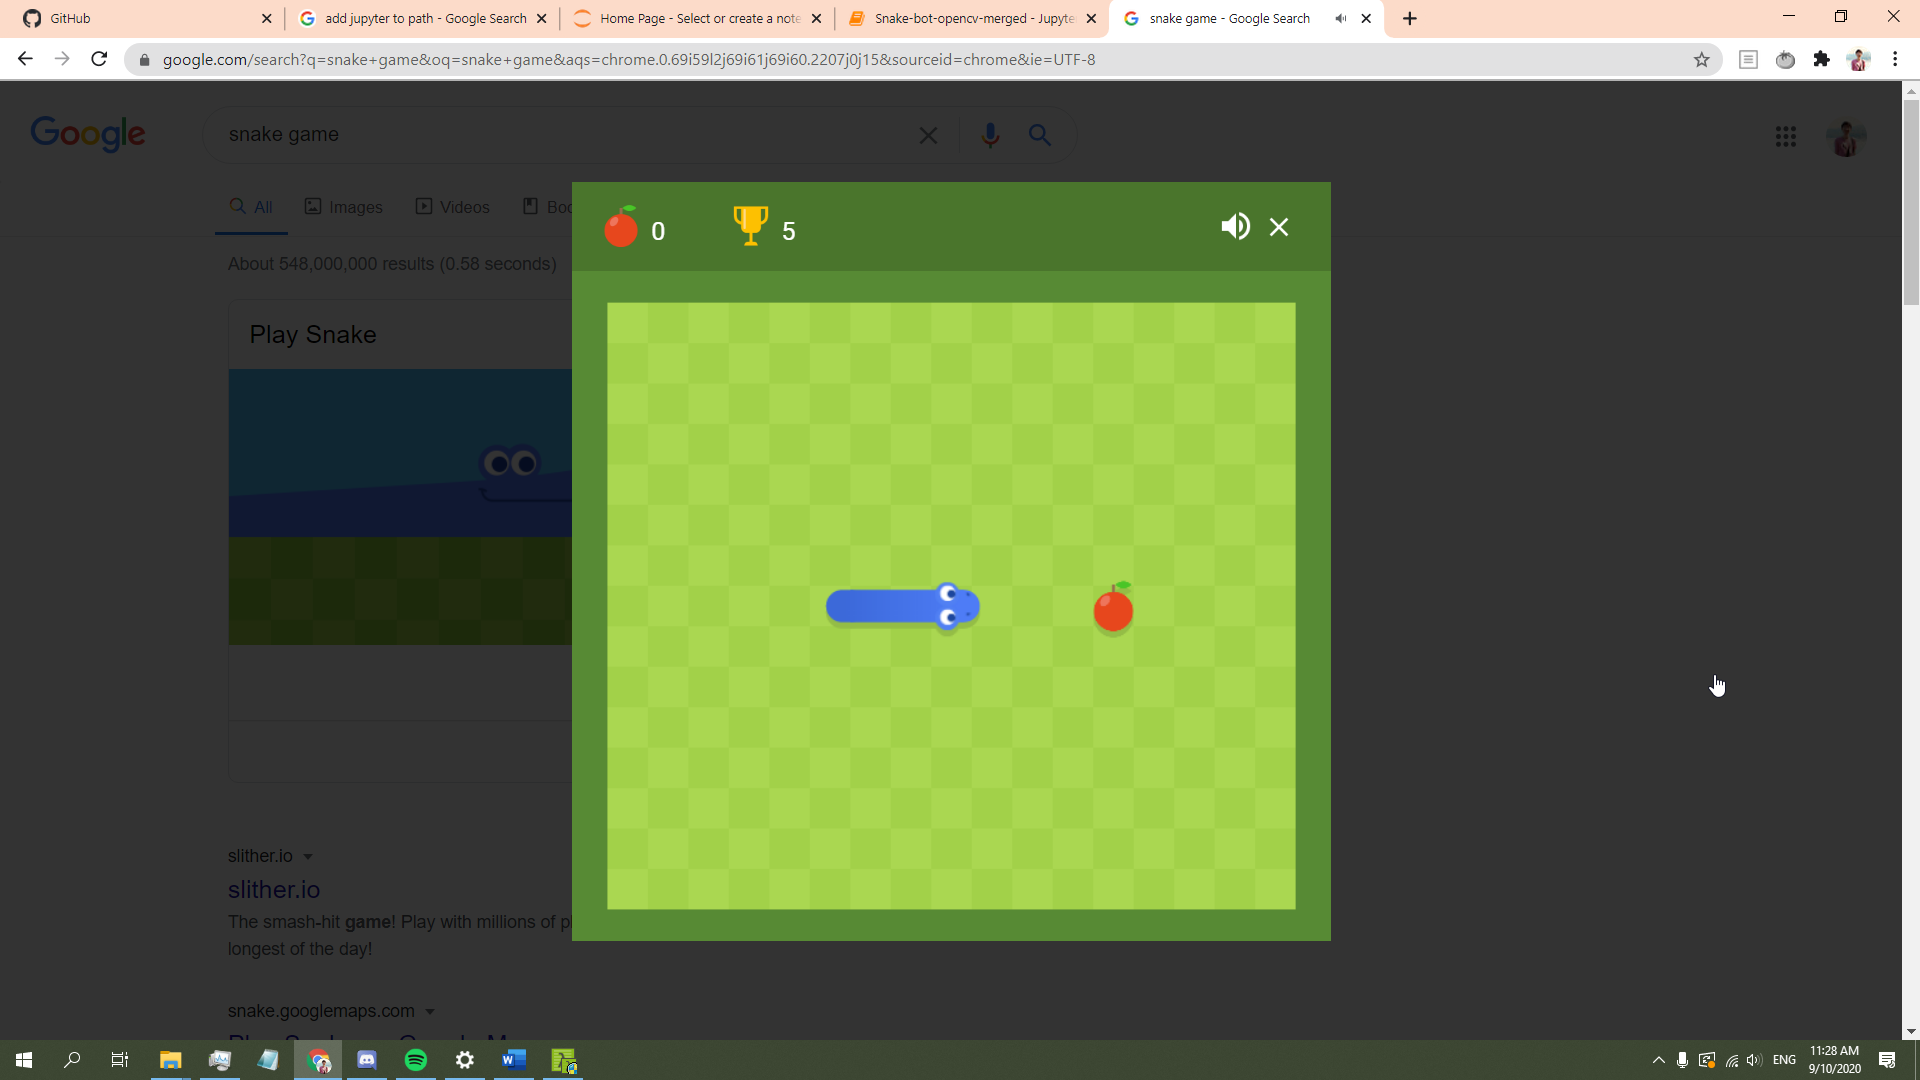 GitHub
add jupyter to path - Google Search
Home Page - Select or create a note
Snake-bot-opencv-merged - Jupyte
snake game - Google Search
google.com/search?q=snake+game&oq=snake+game&aqs=chrome.0.69i59l2j69i61j69i60.2207j0j15&sourceid=chrome&ie=UTF-8
Google
snake game
All
Images
Videos
Boo
0
5
About 548,000,000 results (0.58 seconds)
Play Snake
slither.io
slither.io
The smash-hit game! Play with millions of pl
longest of the day!
snake.googlemaps.com
ENG
11:28 AM
9/10/2020